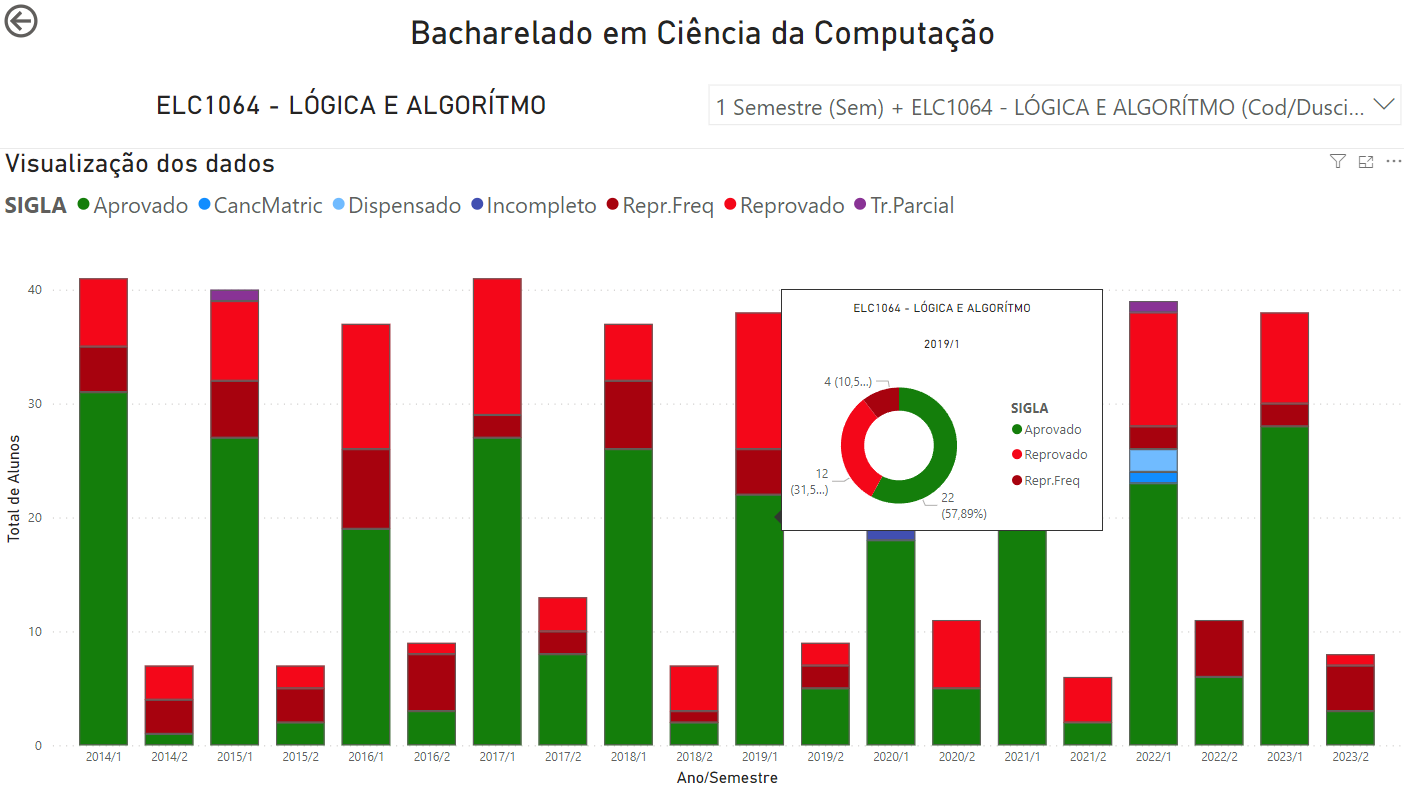 Bacharelado em Ciência da Computação
ELC1064 - LÓGICA E ALGORÍTMO
1 Semestre (Sem) + ELC1064 - LÓGICA E ALGORÍTMO (Cod/Dusci...
Visualização dos dados
SIGLA Aprovado CancMatric Dispensado Incompleto Repr.Freq Reprovado Tr.Parcial
Total de Alunos
40
30
20
10
0
ELC1064 - LÓGICA E ALGORÍTMO
2019/1
4 (10,5...)
12
(31,5...)
22
(57,89%)
SIGLA
Aprovado
Reprovado
Repr.Freq
2014/1 2014/2 2015/1 2015/2 2016/1 2016/2 2017/1 2017/2 2018/1 2018/2 2019/1 2019/2 2020/1 2020/2 2021/1 2021/2 2022/1 2022/2 2023/1 2023/2
Ano/Semestre